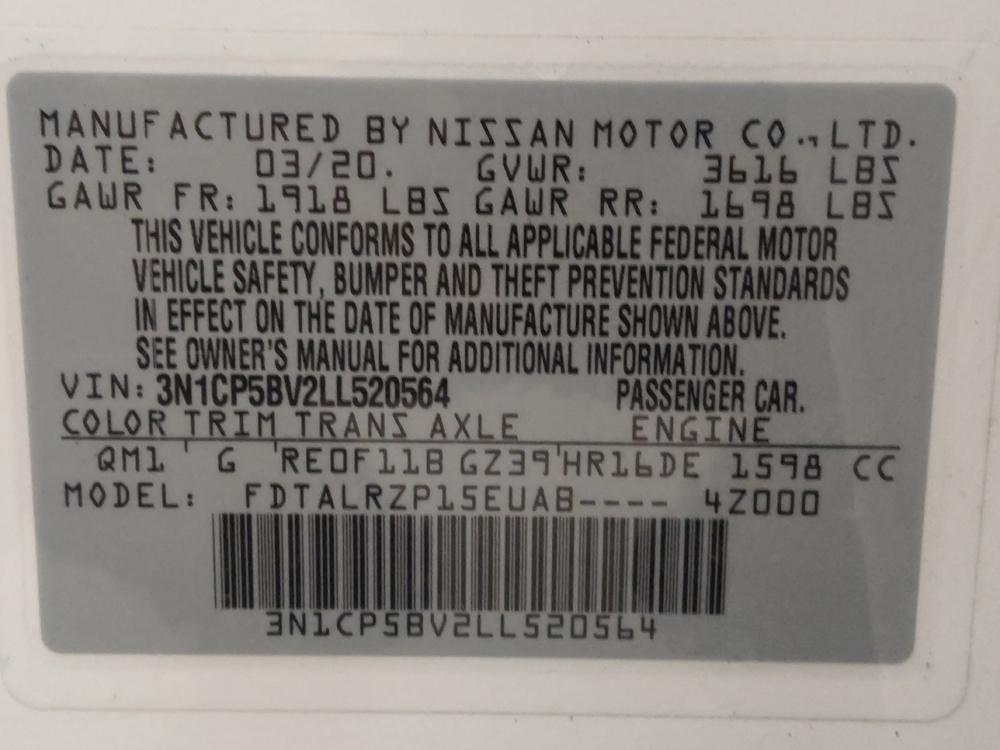 MANUFACTURED BY NISSAN MOTOR CO., LTD.
DATE: 03/20. GVWR: 3616 LBS
GAWR FR: 1918 LBS GAWR RR: 1698 LBS
THIS VEHICLE CONFORMS TO ALL APPLICABLE FEDERAL MOTOR
VEHICLE SAFETY, BUMPER AND THEFT PREVENTION STANDARDS
IN EFFECT ON THE DATE OF MANUFACTURE SHOWN ABOVE.
SEE OWNER'S MANUAL FOR ADDITIONAL INFORMATION.
VIN: 3N1CP5BV2LL520564 PASSENGER CAR.
COLOR TRIM TRANS AXLE ENGINE
QM1 ' G 'RE0F11B GZ39'HR16DE 1598 CC
MODEL: FDTALRZP15EUAB---- 4Z000
3N1CP5BV2LL520564